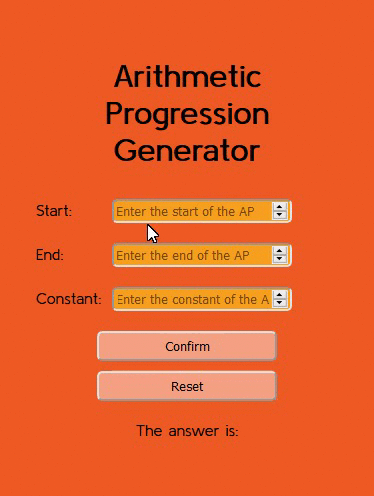 Arithmetic
Progression
Generator
Start: Enter the start of the AP
End: Enter the end of the AP
Constant: Enter the constant of the A
Confirm
Reset
The answer is: